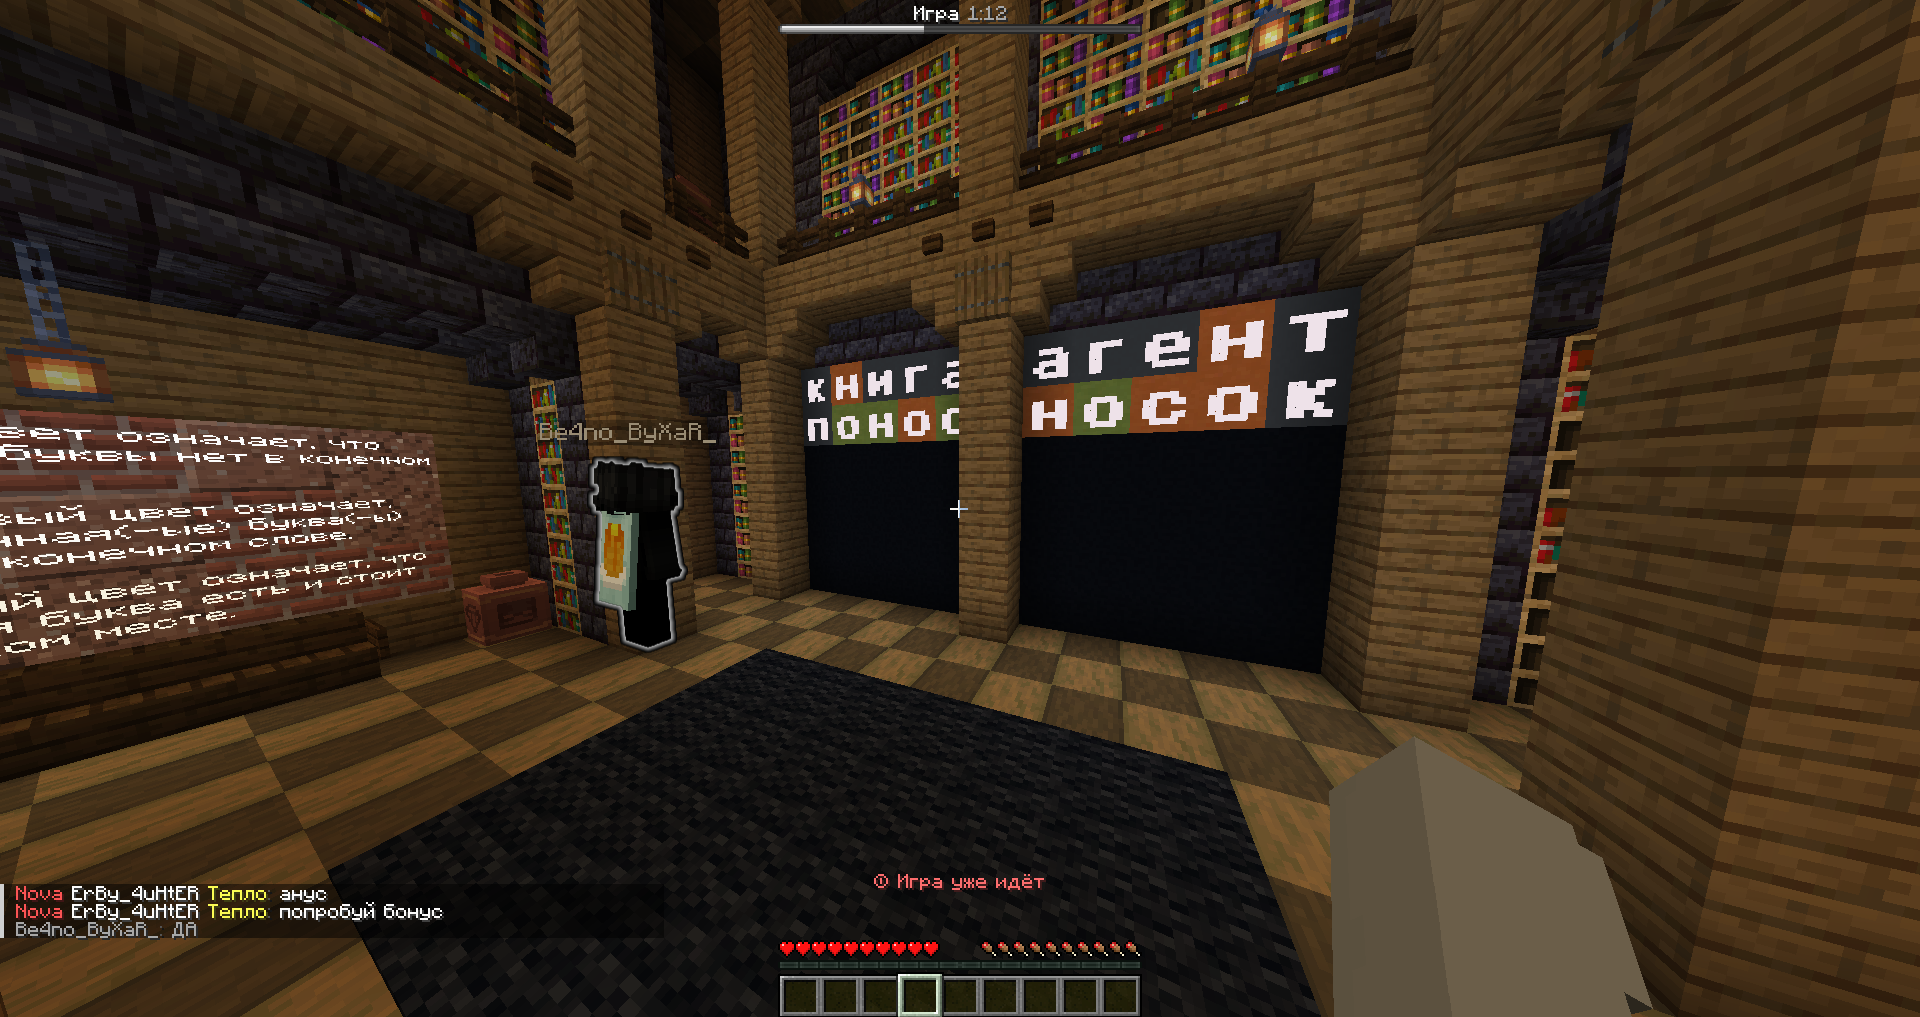 Игра 1:12
книга
понос
агент
носок
вет означает, что
буквы нет в конечном
вый цвет означает,
нная(-ые) буква(-ы)
конечном слове.
ый цвет означает, что
я буква есть и стоит
ом месте.
Be4no_ByXaR_
Игра уже идёт
Nova ErBy_4uHtER Тепло: анус
Nova ErBy_4uHtER Тепло: попробуй бонус
Be4no_ByXaR_: ДА